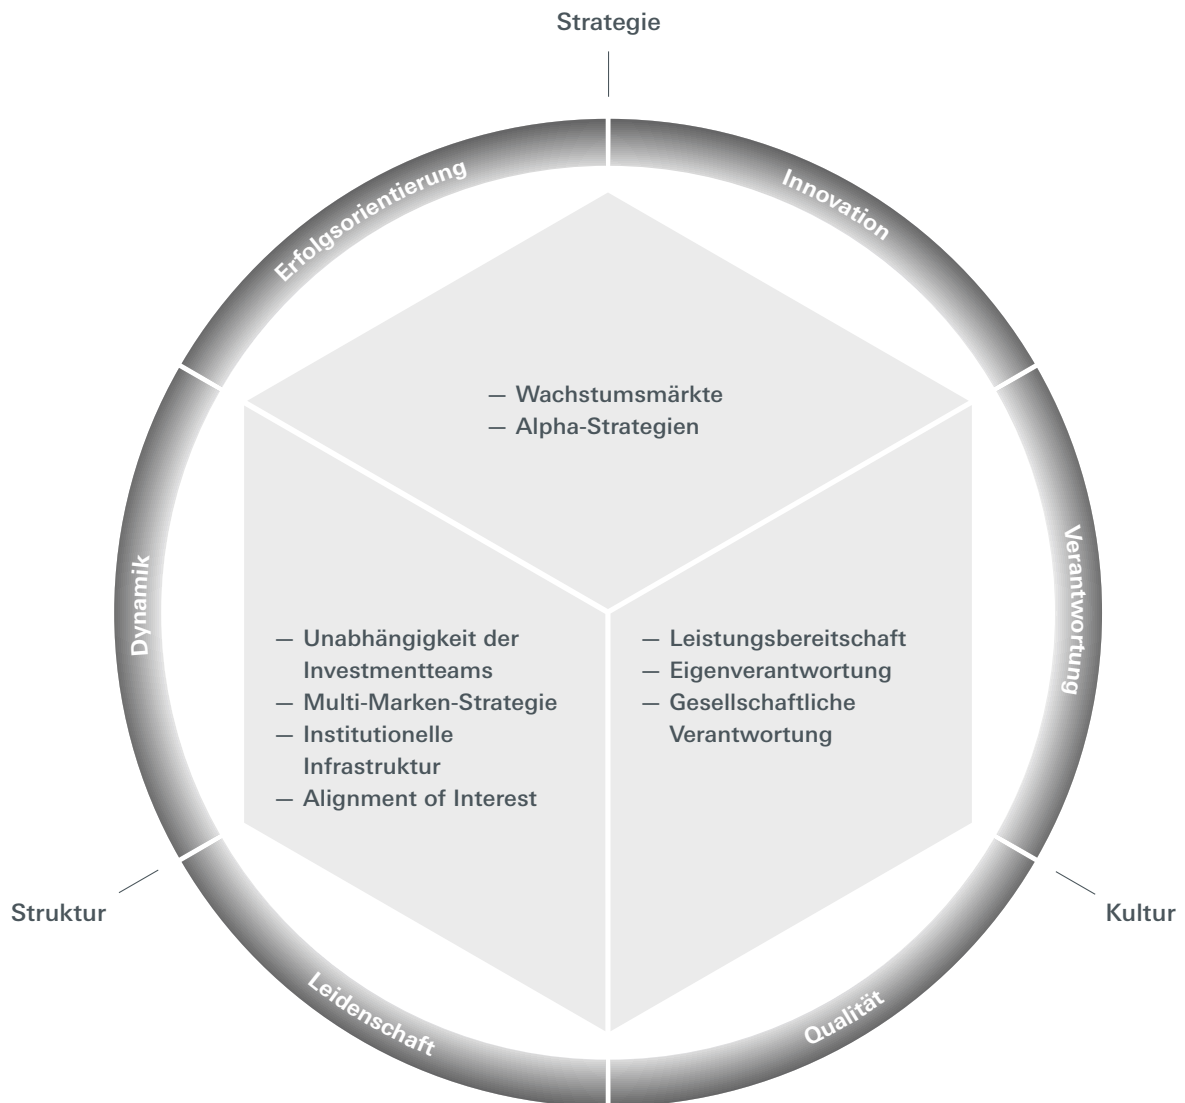 Strategie
Erfolgsorientierung
Innovation
— Wachstumsmärkte
— Alpha-Strategien
Dynamik
Verantwortung
— Unabhängigkeit der
Investmentteams
— Multi-Marken-Strategie
— Institutionelle
Infrastruktur
— Alignment of Interest
— Leistungsbereitschaft
— Eigenverantwortung
— Gesellschaftliche
Verantwortung
Struktur
Kultur
Leidenschaft
Qualität